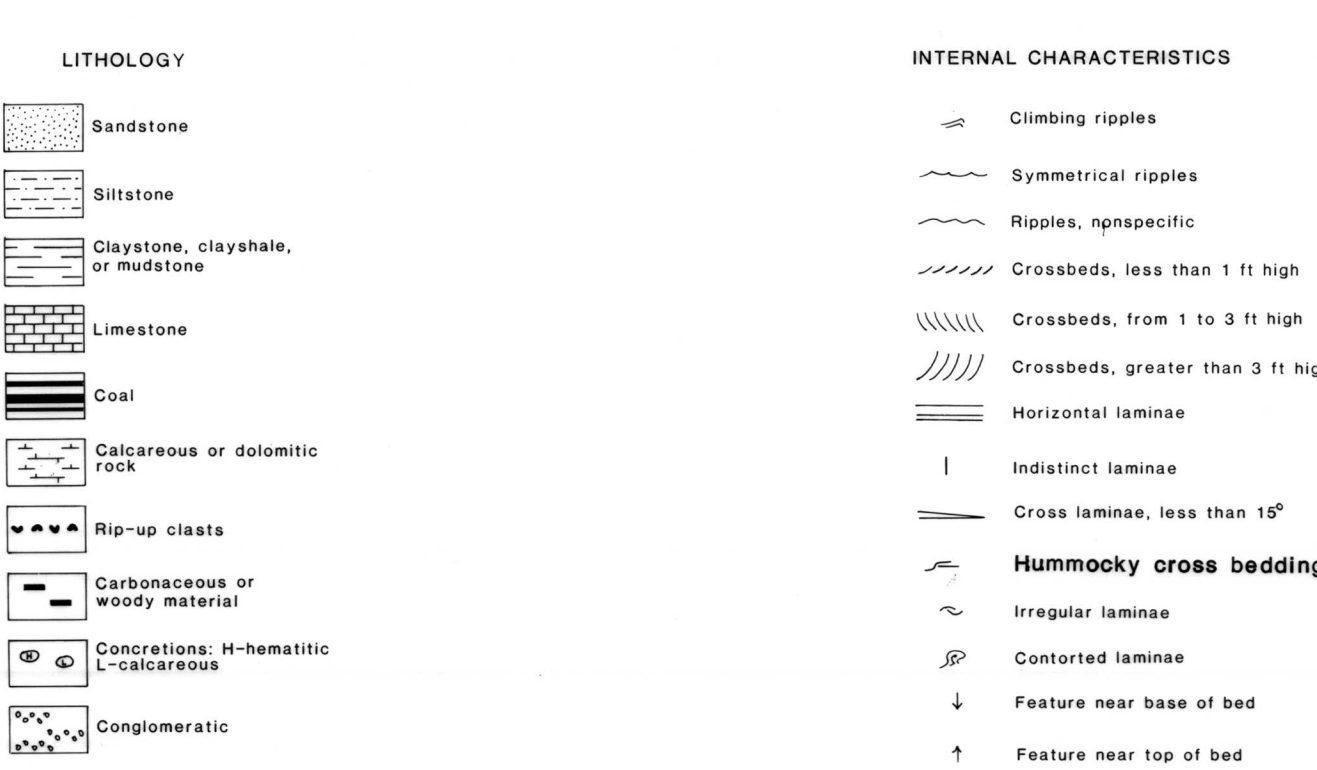 LITHOLOGY
Sandstone
Siltstone
Claystone, clayshale,
or mudstone
Limestone
Coal
Calcareous or dolomitic
rock
Rip-up clasts
Carbonaceous or
woody material
H
L
Concretions: H-hematitic
L-calcareous
Conglomeratic
INTERNAL CHARACTERISTICS
Climbing ripples
Symmetrical ripples
Ripples, nonspecific
Crossbeds, less than 1 ft high
Crossbeds, from 1 to 3 ft high
Crossbeds, greater than 3 ft hig
Horizontal laminae
Indistinct laminae
Cross laminae, less than 15°
Hummocky cross bedding
Irregular laminae
Contorted laminae
Feature near base of bed
Feature near top of bed